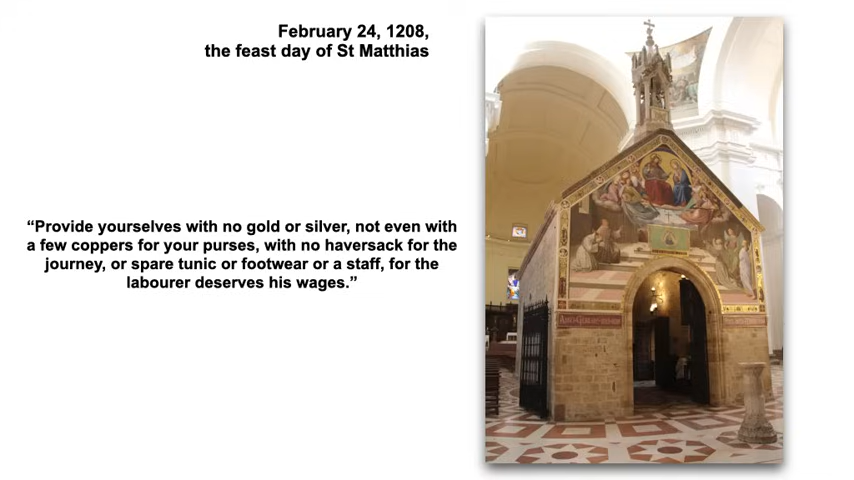 February 24, 1208,
the feast day of St Matthias
“Provide yourselves with no gold or silver, not even with
a few coppers for your purses, with no haversack for the
journey, or spare tunic or footwear or a staff, for the
labourer deserves his wages.”